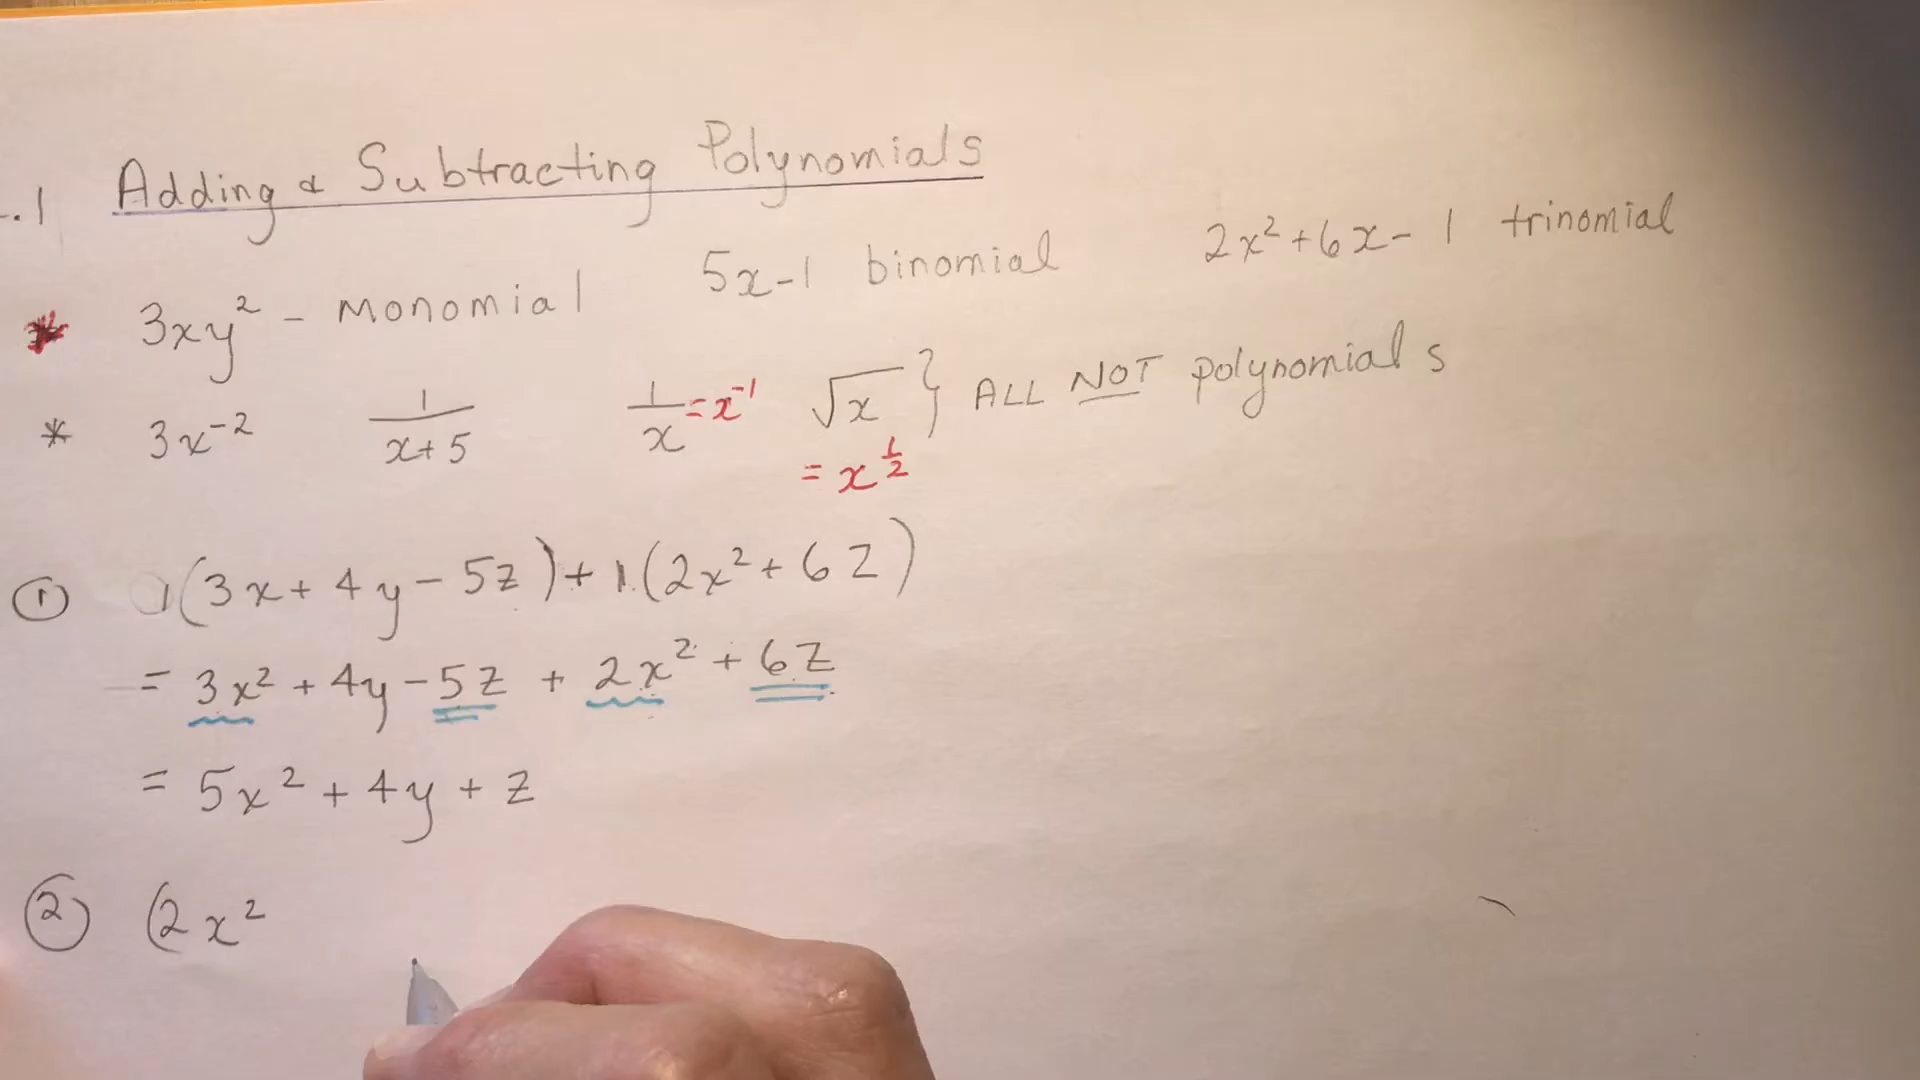 .1 Adding & Subtracting Polynomials
* 3xy² - monomial 5x-1 binomial 2x²+6x-1 trinomial
* 3x⁻² 1/(x+5) 1/x = x⁻¹ √x } ALL NOT polynomials
= x^(1/2)
① 1(3x+4y-5z)+1(2x²+6z)
= 3x²+4y-5z+2x²+6z
= 5x²+4y+z
② (2x²